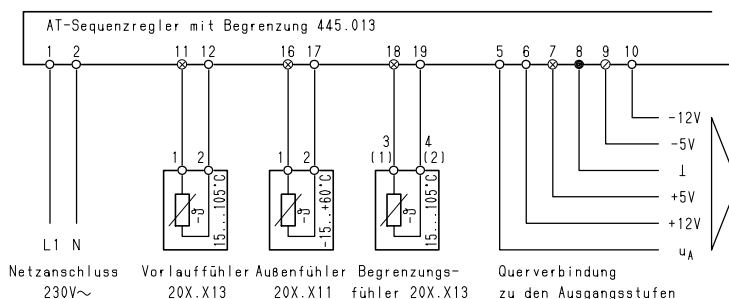 AT-Sequenzregler mit Begrenzung 445.013
1 2 11 12 16 17 18 19 5 6 7 8 9 10
-12V
3 4
(1) (2)
-5V
1 2 1 2
⊥
-ϑ 15...105°C -ϑ -15...+60°C -ϑ 15...105°C
+5V
+12V
L1 N
uA
Netzanschluss Vorlauffühler Außenfühler Begrenzungs- Querverbindung
230V~ 20X.X13 20X.X11 fühler 20X.X13 zu den Ausgangsstufen